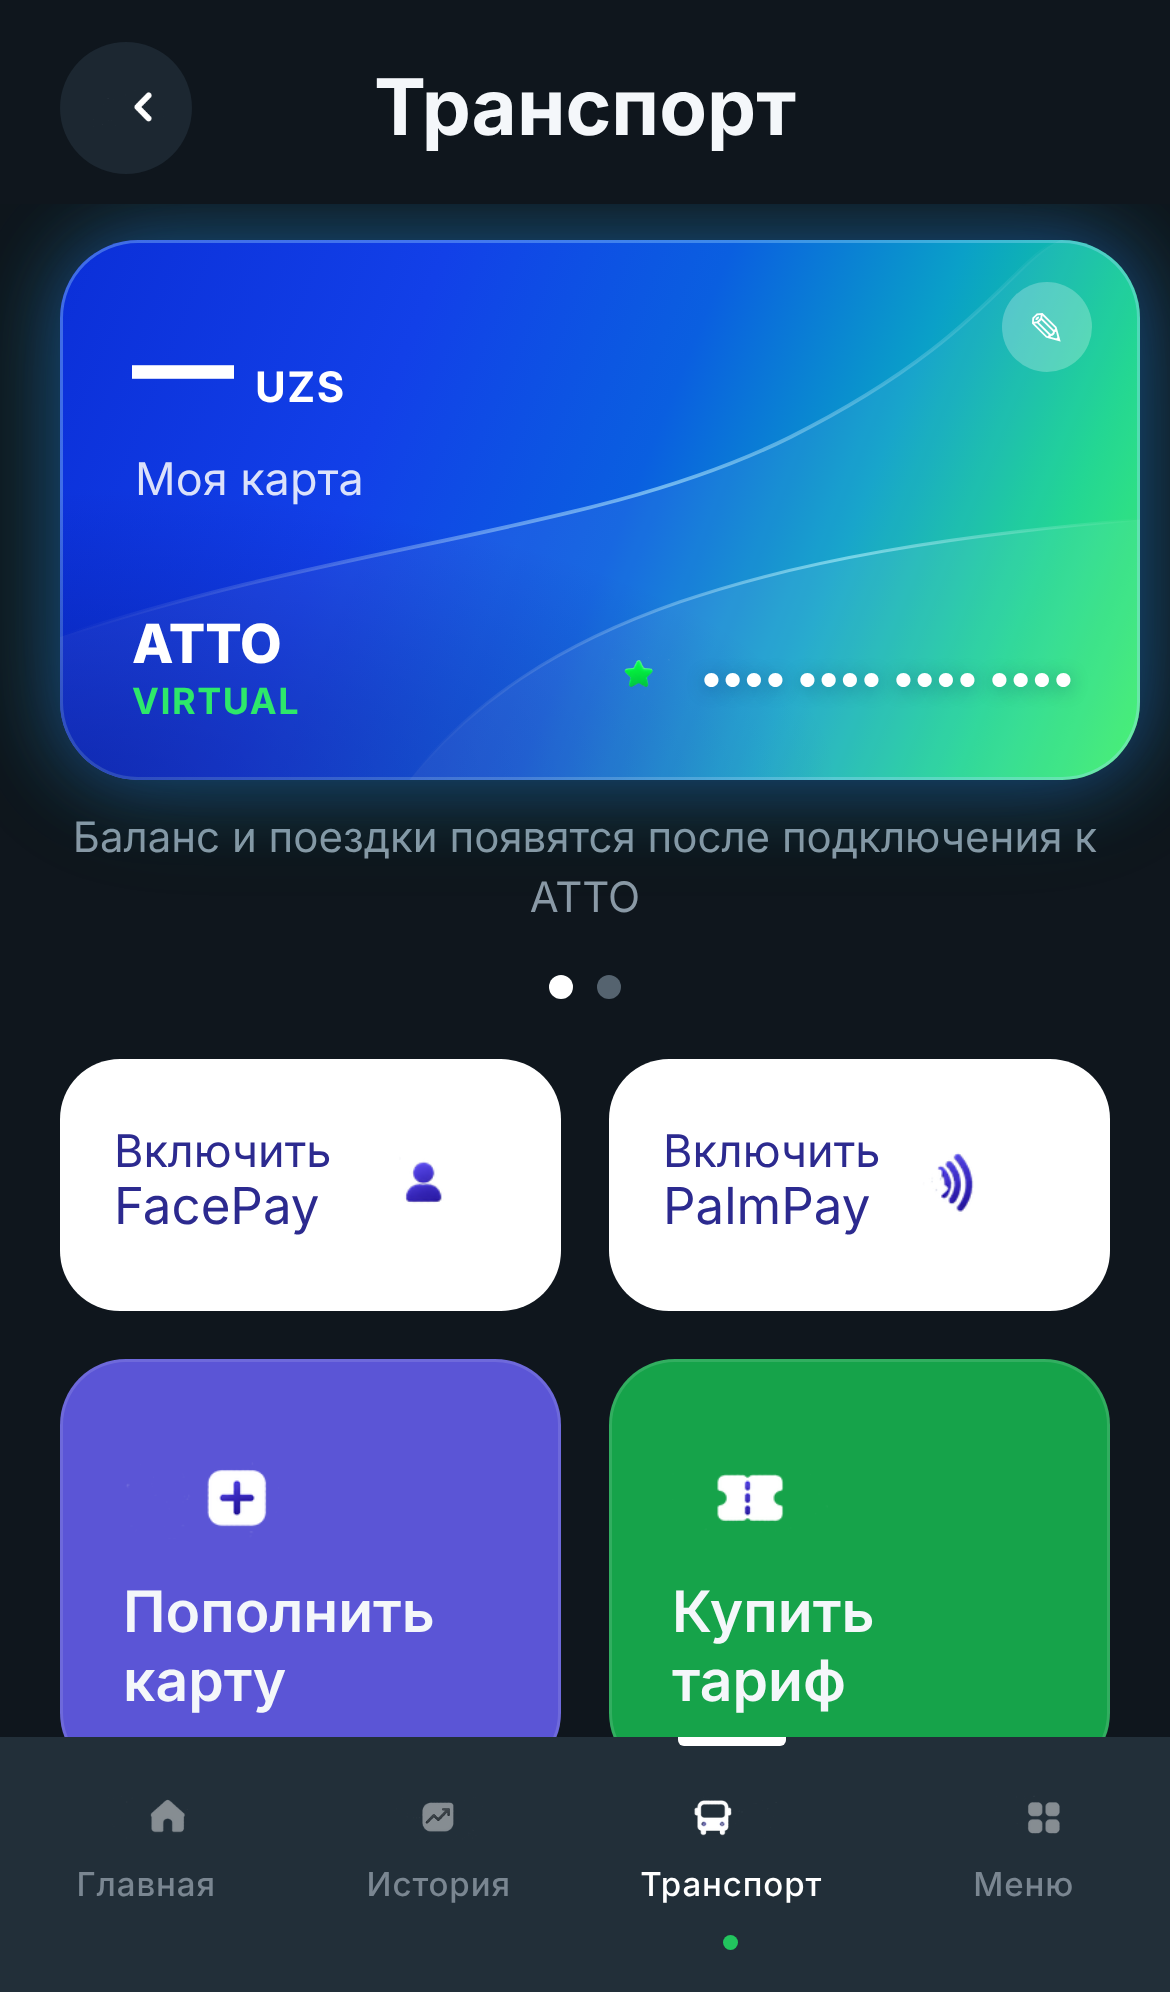 Транспорт
— UZS
Моя карта
ATTO
VIRTUAL
•••• •••• •••• ••••
Баланс и поездки появятся после подключения к
ATTO
Включить
FacePay
Включить
PalmPay
Пополнить
карту
Купить
тариф
Главная
История
Транспорт
Меню